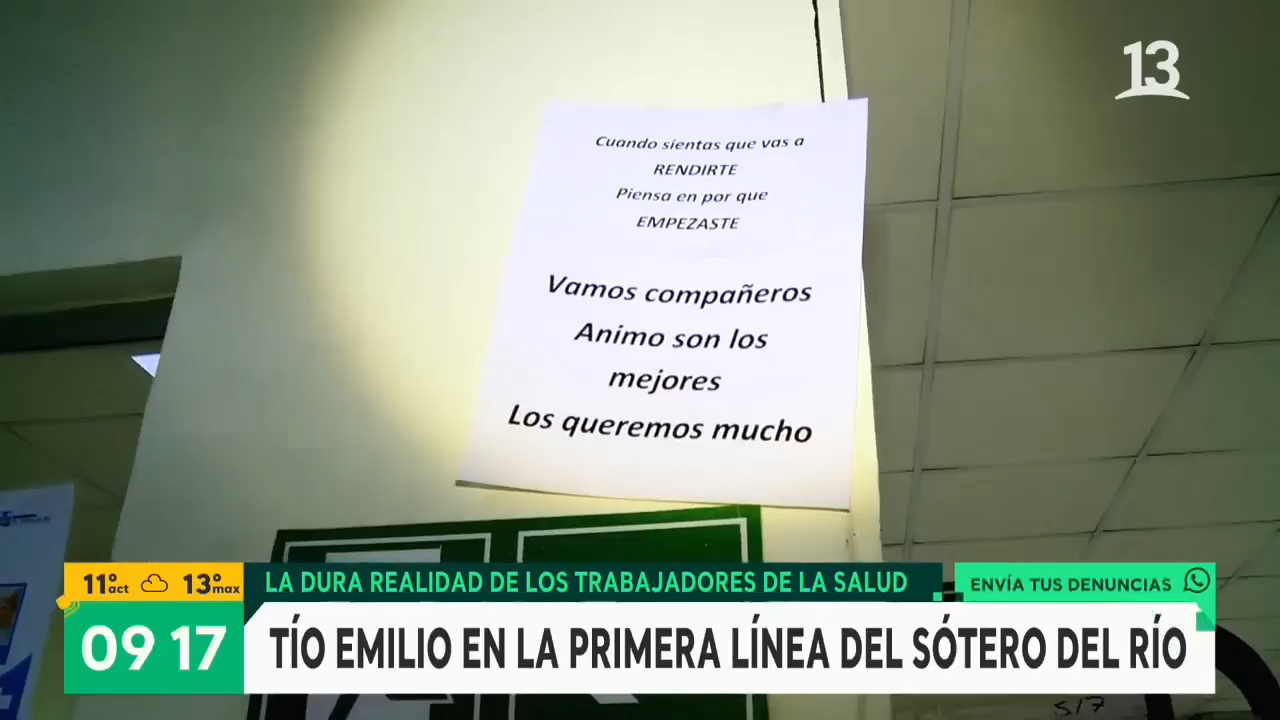 13
Cuando sientas que vas a
RENDIRTE
Piensa en por que
EMPEZASTE
Vamos compañeros
Animo son los
mejores
Los queremos mucho
11° act 13° max
LA DURA REALIDAD DE LOS TRABAJADORES DE LA SALUD
ENVÍA TUS DENUNCIAS
09 17
TÍO EMILIO EN LA PRIMERA LÍNEA DEL SÓTERO DEL RÍO